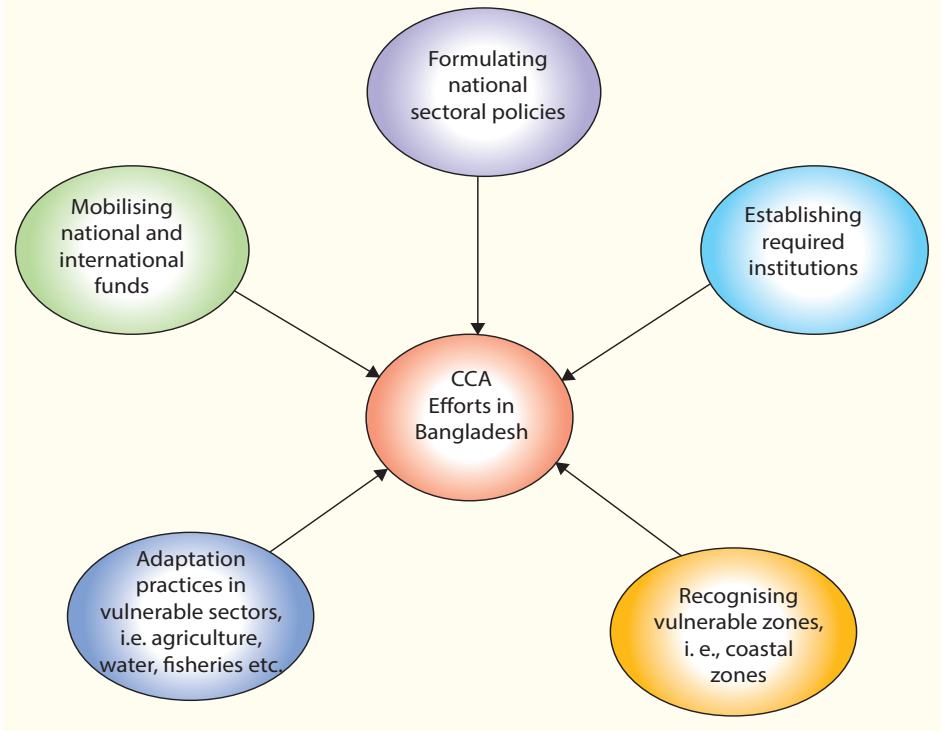 Formulating
national
sectoral policies
Mobilising
national and
international
funds
Establishing
required
institutions
CCA
Efforts in
Bangladesh
Adaptation
practices in
vulnerable sectors,
i.e. agriculture,
water, fisheries etc.
Recognising
vulnerable zones,
i. e., coastal
zones